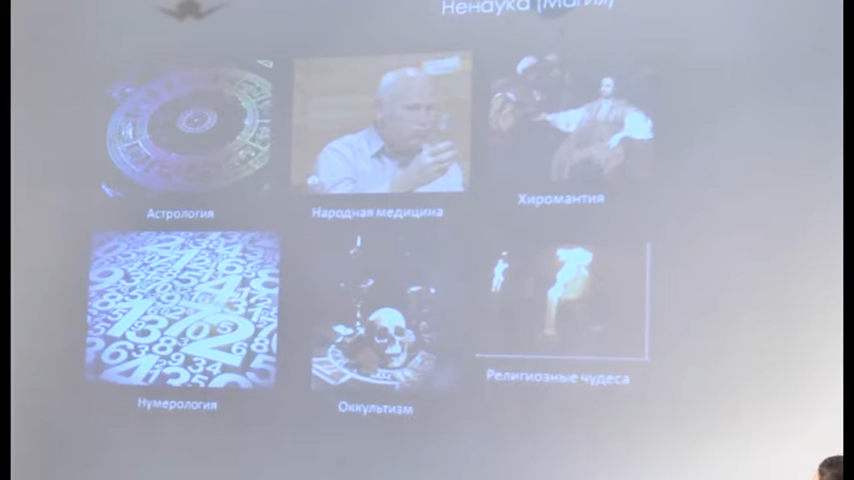 Ненаука (Магия)
Астрология
Народная медицина
Хиромантия
Нумерология
Оккультизм
Религиозные чудеса